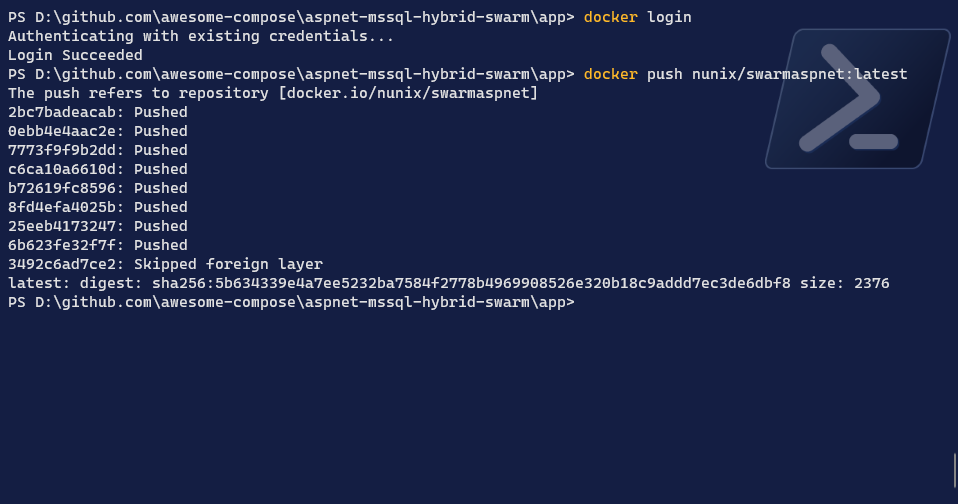 PS D:\github.com\awesome-compose\aspnet-mssql-hybrid-swarm\app> docker login
Authenticating with existing credentials...
Login Succeeded
PS D:\github.com\awesome-compose\aspnet-mssql-hybrid-swarm\app> docker push nunix/swarmaspnet:latest
The push refers to repository [docker.io/nunix/swarmaspnet]
2bc7badeacab: Pushed
0ebb4e4aac2e: Pushed
7773f9f9b2dd: Pushed
c6ca10a6610d: Pushed
b72619fc8596: Pushed
8fd4efa4025b: Pushed
25eeb4173247: Pushed
6b623fe32f7f: Pushed
3492c6ad7ce2: Skipped foreign layer
latest: digest: sha256:5b634339e4a7ee5232ba7584f2778b4969908526e320b18c9addd7ec3de6dbf8 size: 2376
PS D:\github.com\awesome-compose\aspnet-mssql-hybrid-swarm\app>